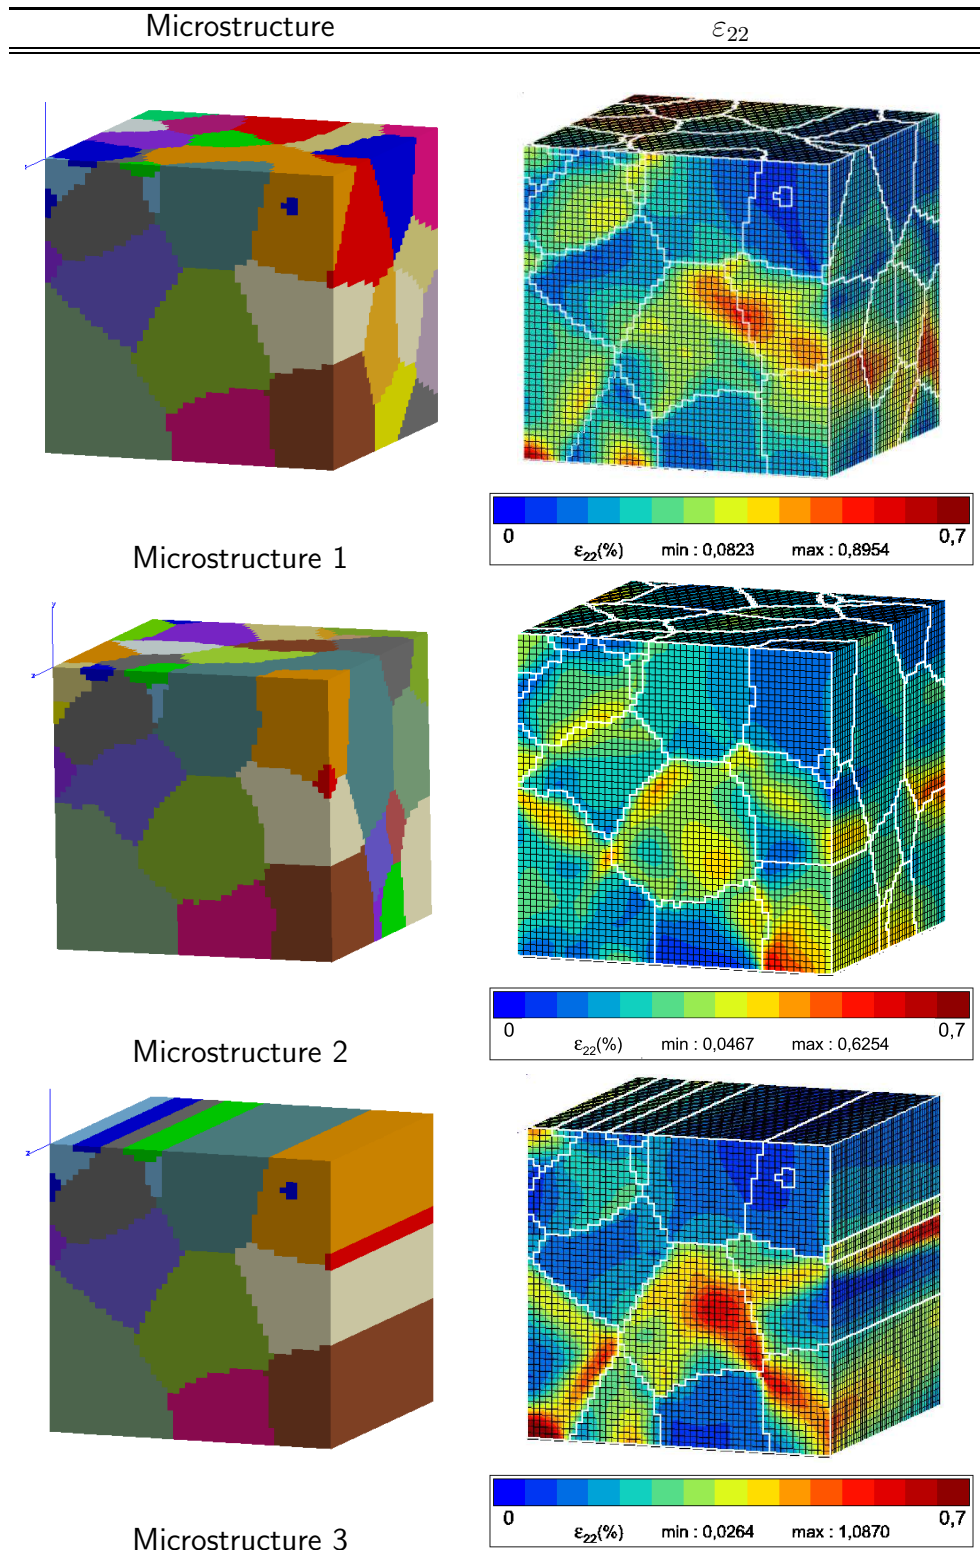 Microstructure ε22
0 0,7
ε22(%) min : 0,0823 max : 0,8954
Microstructure 1
y
z
0 0,7
ε22(%) min : 0,0467 max : 0,6254
Microstructure 2
z
0 0,7
ε22(%) min : 0,0264 max : 1,0870
Microstructure 3